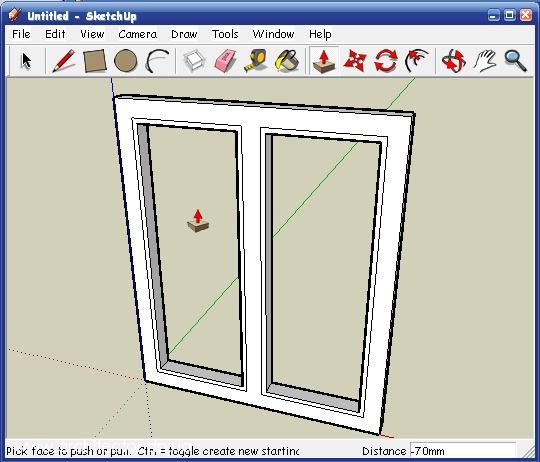 Untitled - SketchUp
File Edit View Camera Draw Tools Window Help
Pick face to push or pull. Ctrl = toggle create new starting Distance -70mm